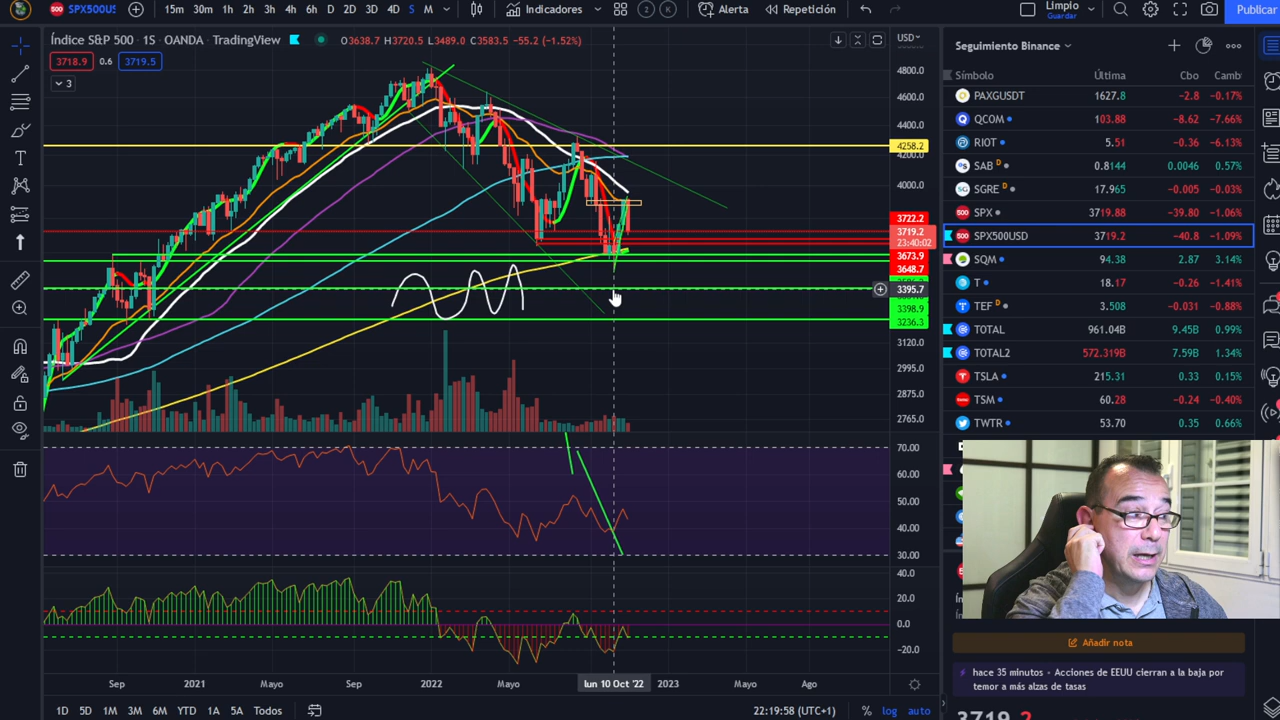 500 SPX500US 15m 30m 1h 2h 3h 4h 6h D 2D 3D 4D S M Indicadores 2 K Alerta Repetición Limpio Guardar Publicar
Índice S&P 500 · 1S · OANDA · TradingView O3638.7 H3720.5 L3489.0 C3583.5 -55.2 (-1.52%) USD
3718.9 0.6 3719.5
3
4800.0
4600.0
4400.0
4258.2
4200.0
4000.0
3722.2
3719.2
23:40:02
3673.9
3648.7
3395.7
3398.9
3236.3
3120.0
2995.0
2875.0
2765.0
70.00
60.00
50.00
40.00
30.00
40.0
20.0
0.0
-20.0
Sep 2021 Mayo Sep 2022 Mayo lun 10 Oct '22 2023 Mayo Ago
1D 5D 1M 3M 6M YTD 1A 5A Todos 22:19:58 (UTC+1) % log auto
Seguimiento Binance
Símbolo Última Cbo Camb
PAXGUSDT 1627.8 -2.8 -0.17%
QCOM 103.88 -8.62 -7.66%
RIOT 5.51 -0.36 -6.13%
SAB D 0.8144 0.0046 0.57%
SGRE D 17.965 -0.005 -0.03%
500 SPX 3719.88 -39.80 -1.06%
500 SPX500USD 3719.2 -40.8 -1.09%
SQM 94.38 2.87 3.14%
T 18.17 -0.26 -1.41%
TEF D 3.508 -0.031 -0.88%
TOTAL 961.04B 9.45B 0.99%
TOTAL2 572.319B 7.59B 1.34%
TSLA 215.31 0.33 0.15%
TSM 60.28 -0.24 -0.40%
TWTR 53.70 0.35 0.66%
Añadir nota
hace 35 minutos • Acciones de EEUU cierran a la baja por
temor a más alzas de tasas
3719.2